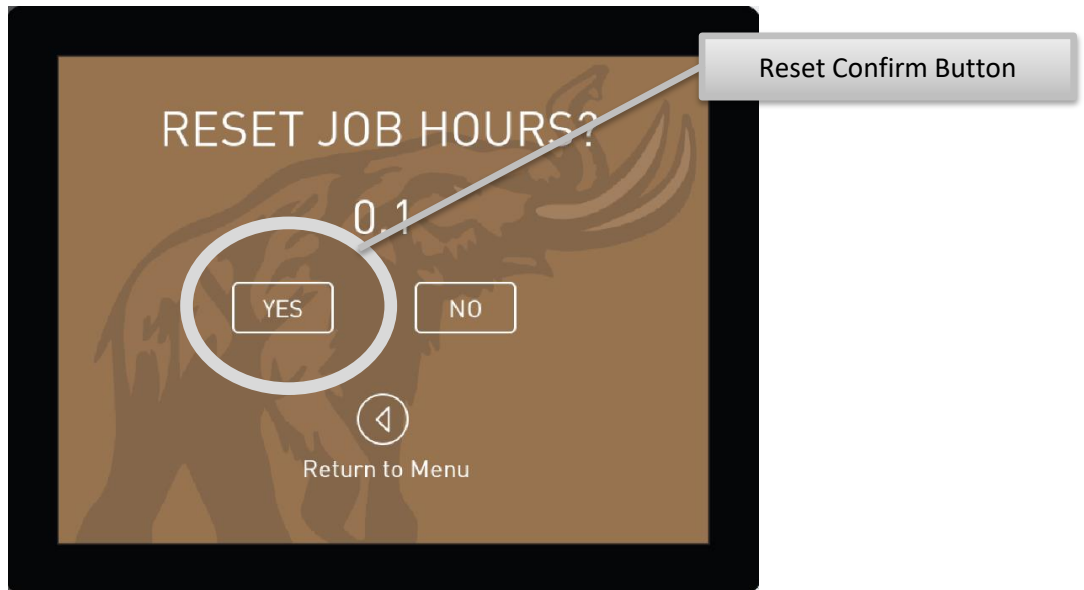 Reset Confirm Button
RESET JOB HOURS?
0.1
YES NO
Return to Menu